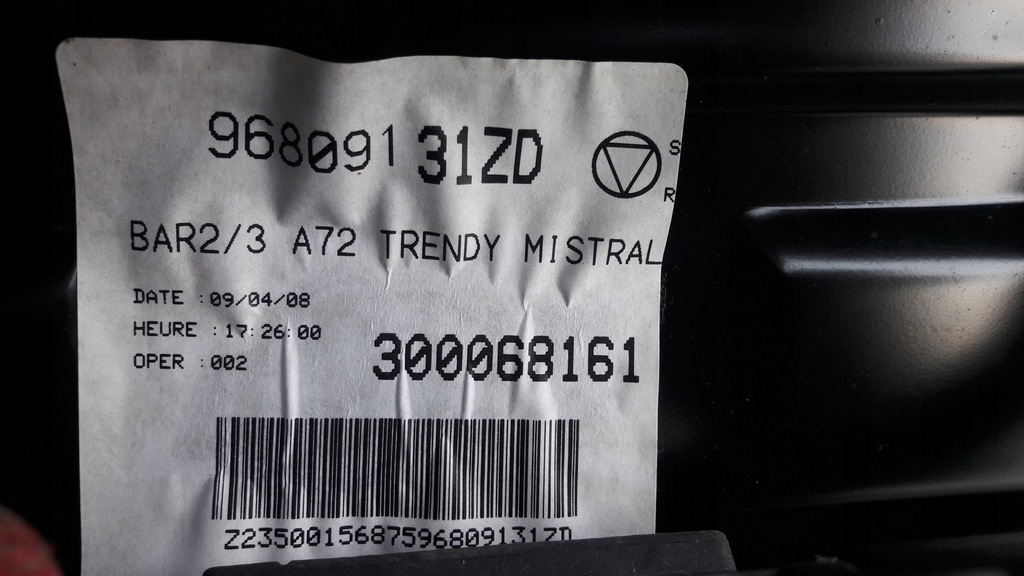 96809131ZD
S
R
BAR2/3 A72 TRENDY MISTRAL
DATE :09/04/08
HEURE :17:26:00
OPER :002
300068161
Z2350015687596809131ZD